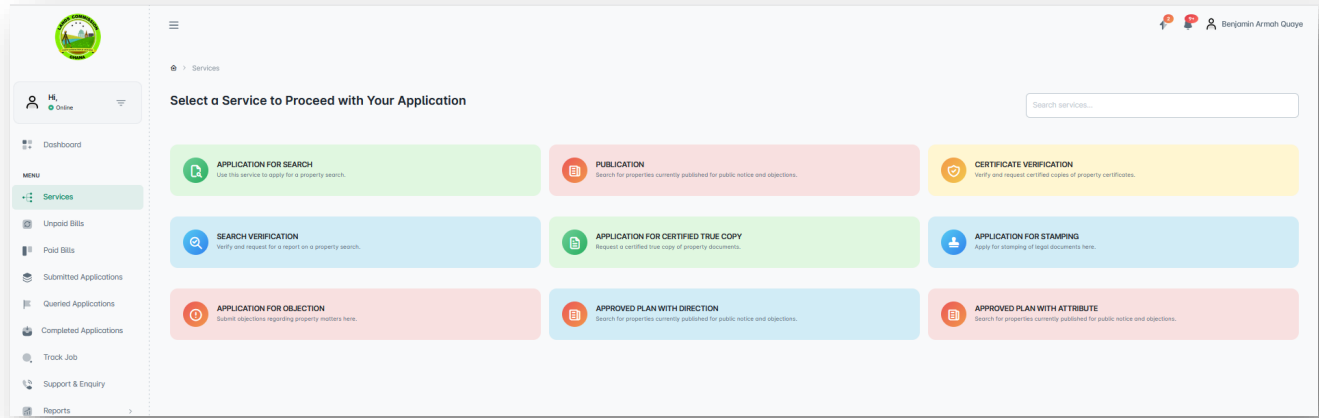 LANDS COMMISSION
GHANA
2
9+
Benjamin Armah Quaye
Services
Hi,
Online
Select a Service to Proceed with Your Application
Search services...
Dashboard
MENU
Services
Unpaid Bills
Paid Bills
Submitted Applications
Queried Applications
Completed Applications
Track Job
Support & Enquiry
Reports
APPLICATION FOR SEARCH
Use this service to apply for a property search.
PUBLICATION
Search for properties currently published for public notice and objections.
CERTIFICATE VERIFICATION
Verify and request certified copies of property certificates.
SEARCH VERIFICATION
Verify and request for a report on a property search.
APPLICATION FOR CERTIFIED TRUE COPY
Request a certified true copy of property documents.
APPLICATION FOR STAMPING
Apply for stamping of legal documents here.
APPLICATION FOR OBJECTION
Submit objections regarding property matters here.
APPROVED PLAN WITH DIRECTION
Search for properties currently published for public notice and objections.
APPROVED PLAN WITH ATTRIBUTE
Search for properties currently published for public notice and objections.